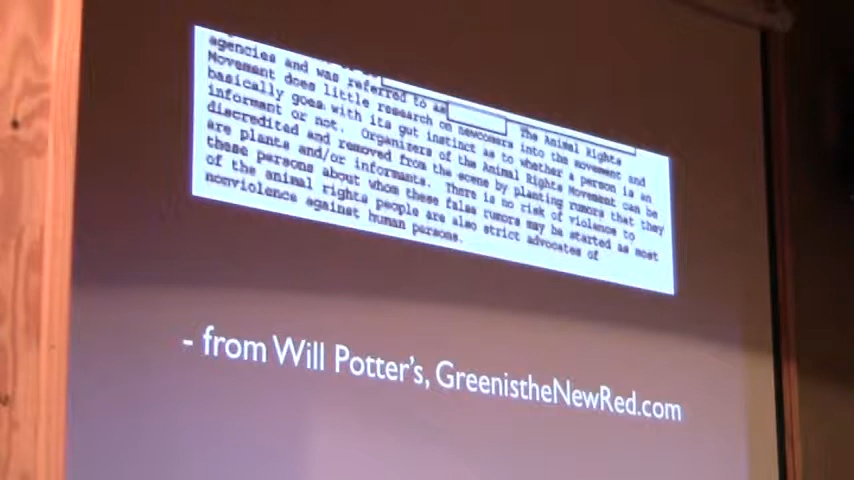 agencies and was referred to as
The Animal Rights
Movement does little research on newcomers into the movement and
basically goes with its gut instinct as to whether a person is an
informant or not. Organizers of the Animal Rights Movement can be
discredited and removed from the scene by planting rumors that they
are plants and/or informants. There is no risk of violence to
these persons about whom these false rumors may be started as most
of the animal rights people are also strict advocates of
nonviolence against human persons.
- from Will Potter's, GreenistheNewRed.com